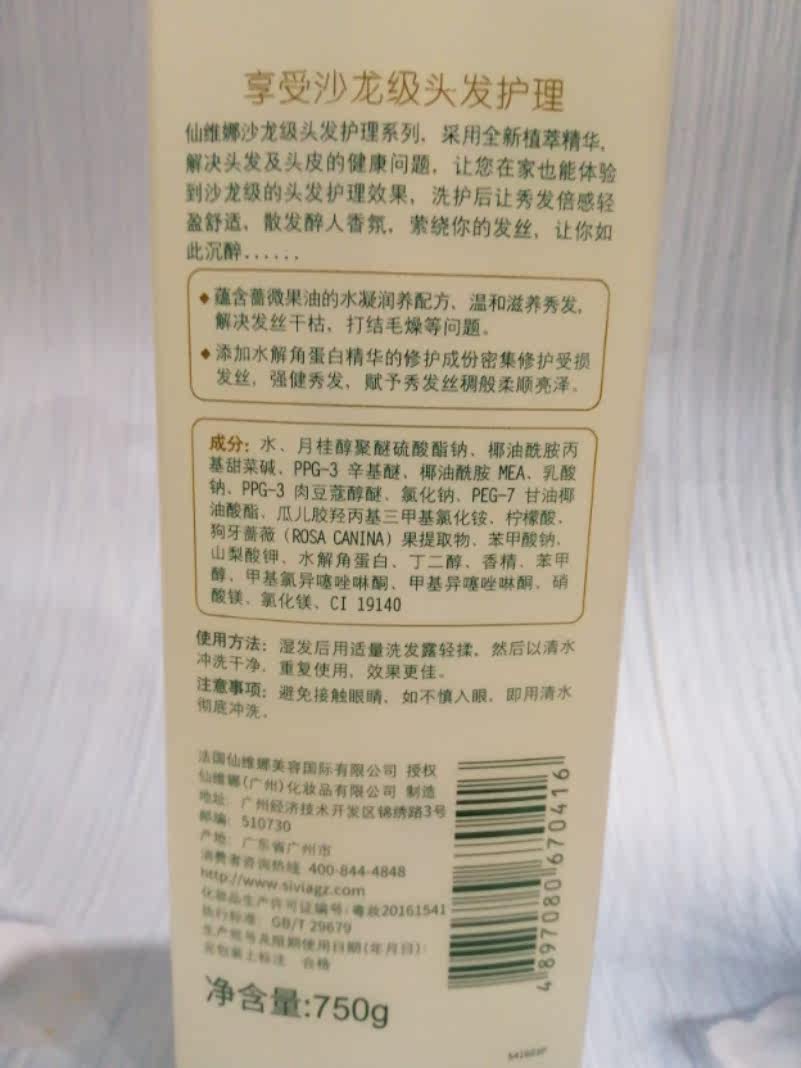 享受沙龙级头发护理
仙维娜沙龙级头发护理系列，采用全新植萃精华，
解决头发及头皮的健康问题，让您在家也能体验
到沙龙级的头发护理效果，洗护后让秀发倍感轻
盈舒适，散发醉人香氛，萦绕你的发丝，让你如
此沉醉......
◆蕴含蔷薇果油的水凝润养配方，温和滋养秀发，
解决发丝干枯，打结毛燥等问题。
◆添加水解角蛋白精华的修护成份密集修护受损
发丝，强健秀发，赋予秀发丝稠般柔顺亮泽。
成分：水、月桂醇聚醚硫酸酯钠、椰油酰胺丙
基甜菜碱、PPG-3 辛基醚、椰油酰胺 MEA、乳酸
钠、PPG-3 肉豆蔻醇醚、氯化钠、PEG-7 甘油椰
油酸酯、瓜儿胶羟丙基三甲基氯化铵、柠檬酸、
狗牙蔷薇（ROSA CANINA）果提取物、苯甲酸钠、
山梨酸钾、水解角蛋白、丁二醇、香精、苯甲
醇、甲基氯异噻唑啉酮、甲基异噻唑啉酮、硝
酸镁、氯化镁、CI 19140
使用方法：湿发后用适量洗发露轻揉，然后以清水
冲洗干净。重复使用，效果更佳。
注意事项：避免接触眼睛，如不慎入眼，即用清水
彻底冲洗。
法国仙维娜美容国际有限公司 授权
仙维娜(广州)化妆品有限公司 制造
地址：广州经济技术开发区锦绣路3号
邮编：510730
产地：广东省广州市
消费者咨询热线 400-844-4848
http://www.siviagz.com
化妆品生产许可证编号：粤妆20161541
执行标准 GB/T 29679
生产批号及限期使用日期(年月日)：
见包装上标注 合格
净含量:750g
4 897080 670416